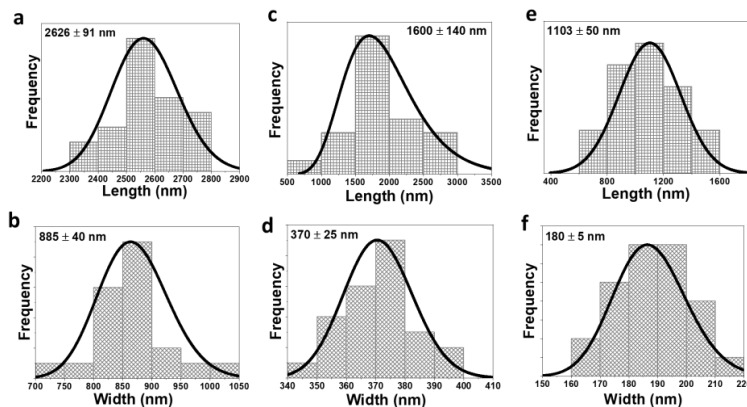 a
2626 ± 91 nm
Frequency
2200 2300 2400 2500 2600 2700 2800 2900
Length (nm)
c
1600 ± 140 nm
Frequency
500 1000 1500 2000 2500 3000 3500
Length (nm)
e
1103 ± 50 nm
Frequency
400 800 1200 1600
Length (nm)
b
885 ± 40 nm
Frequency
700 750 800 850 900 950 1000 1050
Width (nm)
d
370 ± 25 nm
Frequency
340 350 360 370 380 390 400 410
Width (nm)
f
180 ± 5 nm
Frequency
150 160 170 180 190 200 210
Width (nm)